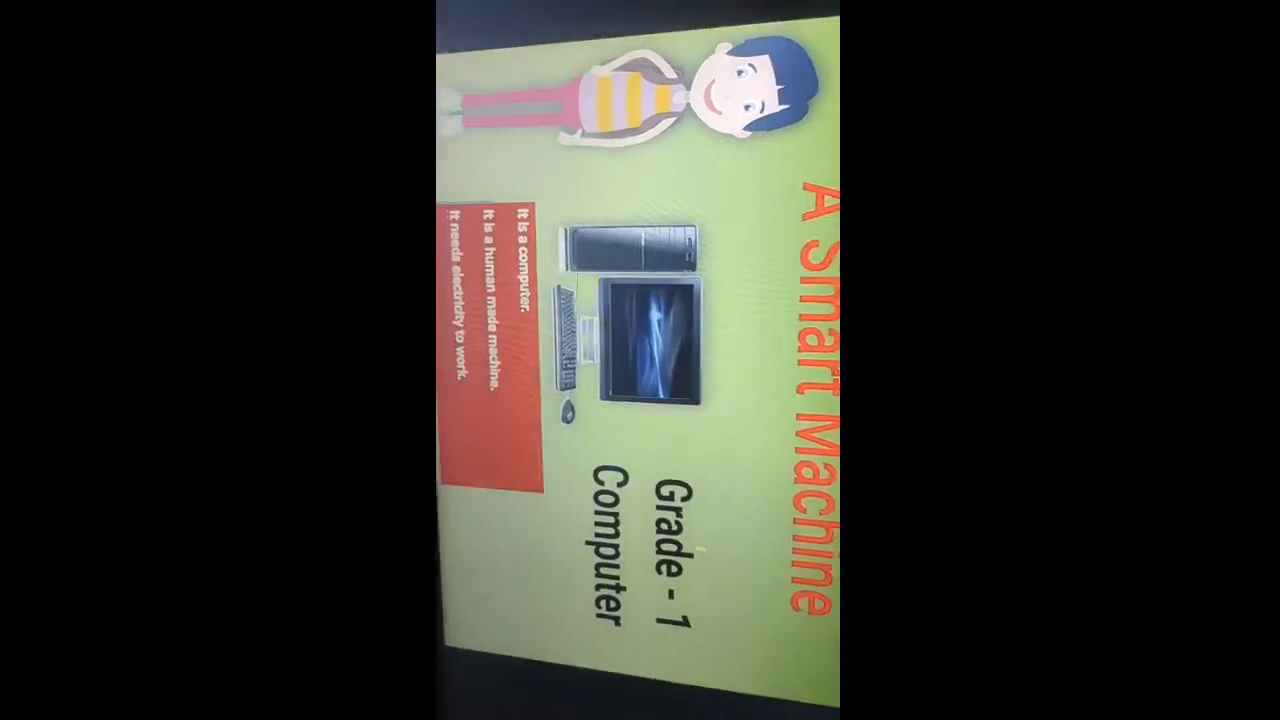 A Smart Machine
Grade - 1
Computer
It is a computer.
It is a human made machine.
It needs electricity to work.